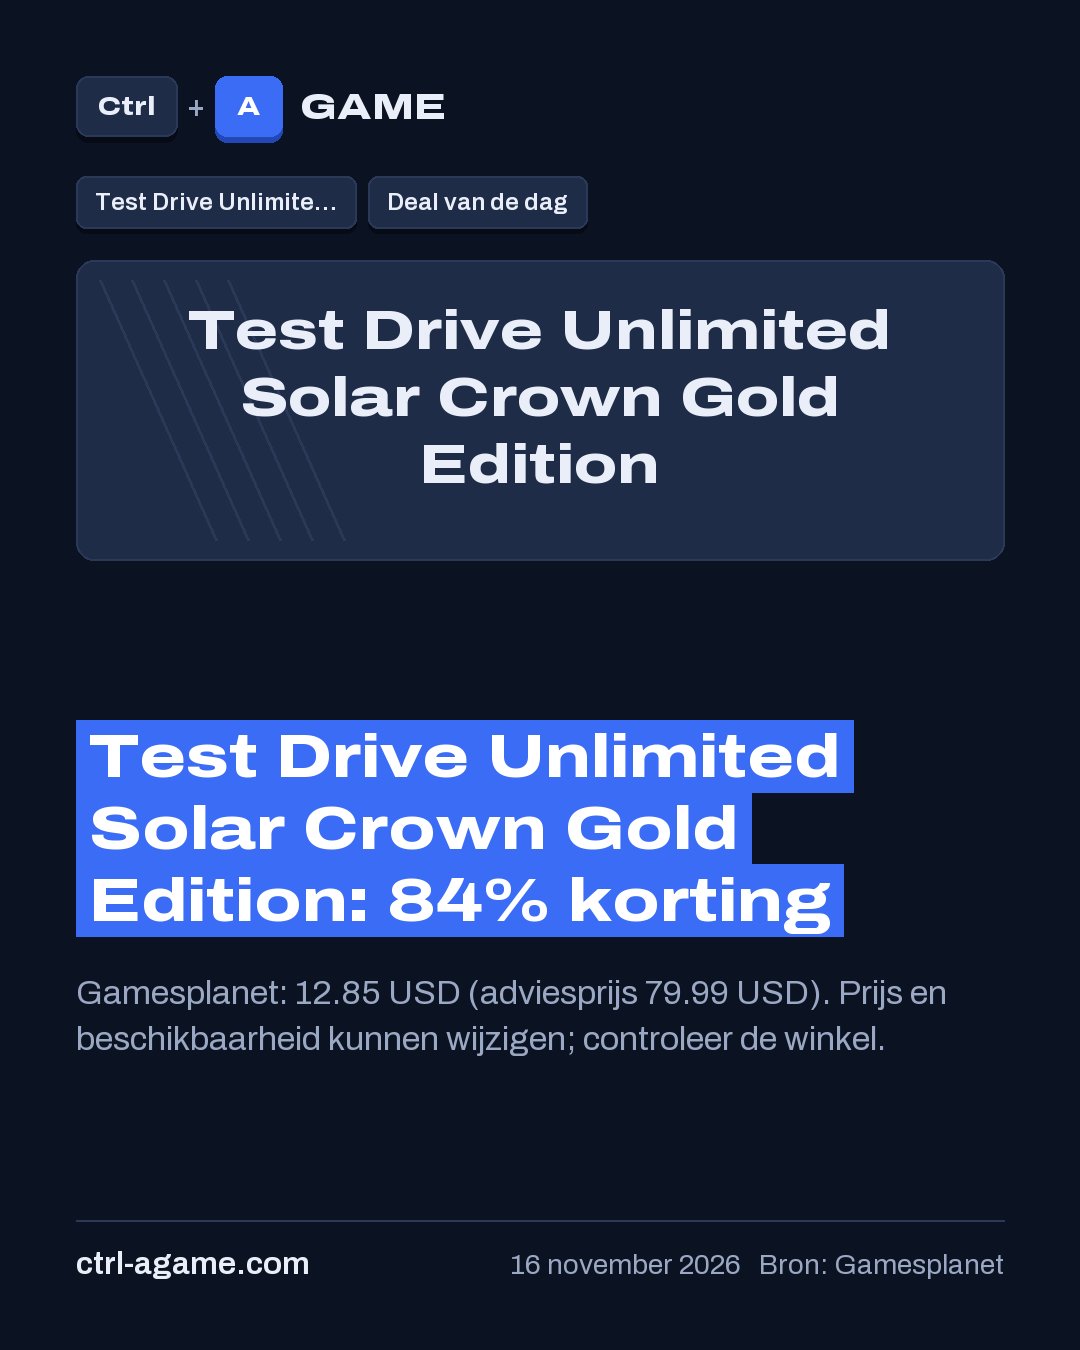 Ctrl + A GAME
Test Drive Unlimite... Deal van de dag
Test Drive Unlimited
Solar Crown Gold
Edition
Test Drive Unlimited
Solar Crown Gold
Edition: 84% korting
Gamesplanet: 12.85 USD (adviesprijs 79.99 USD). Prijs en
beschikbaarheid kunnen wijzigen; controleer de winkel.
ctrl-agame.com 16 november 2026 Bron: Gamesplanet